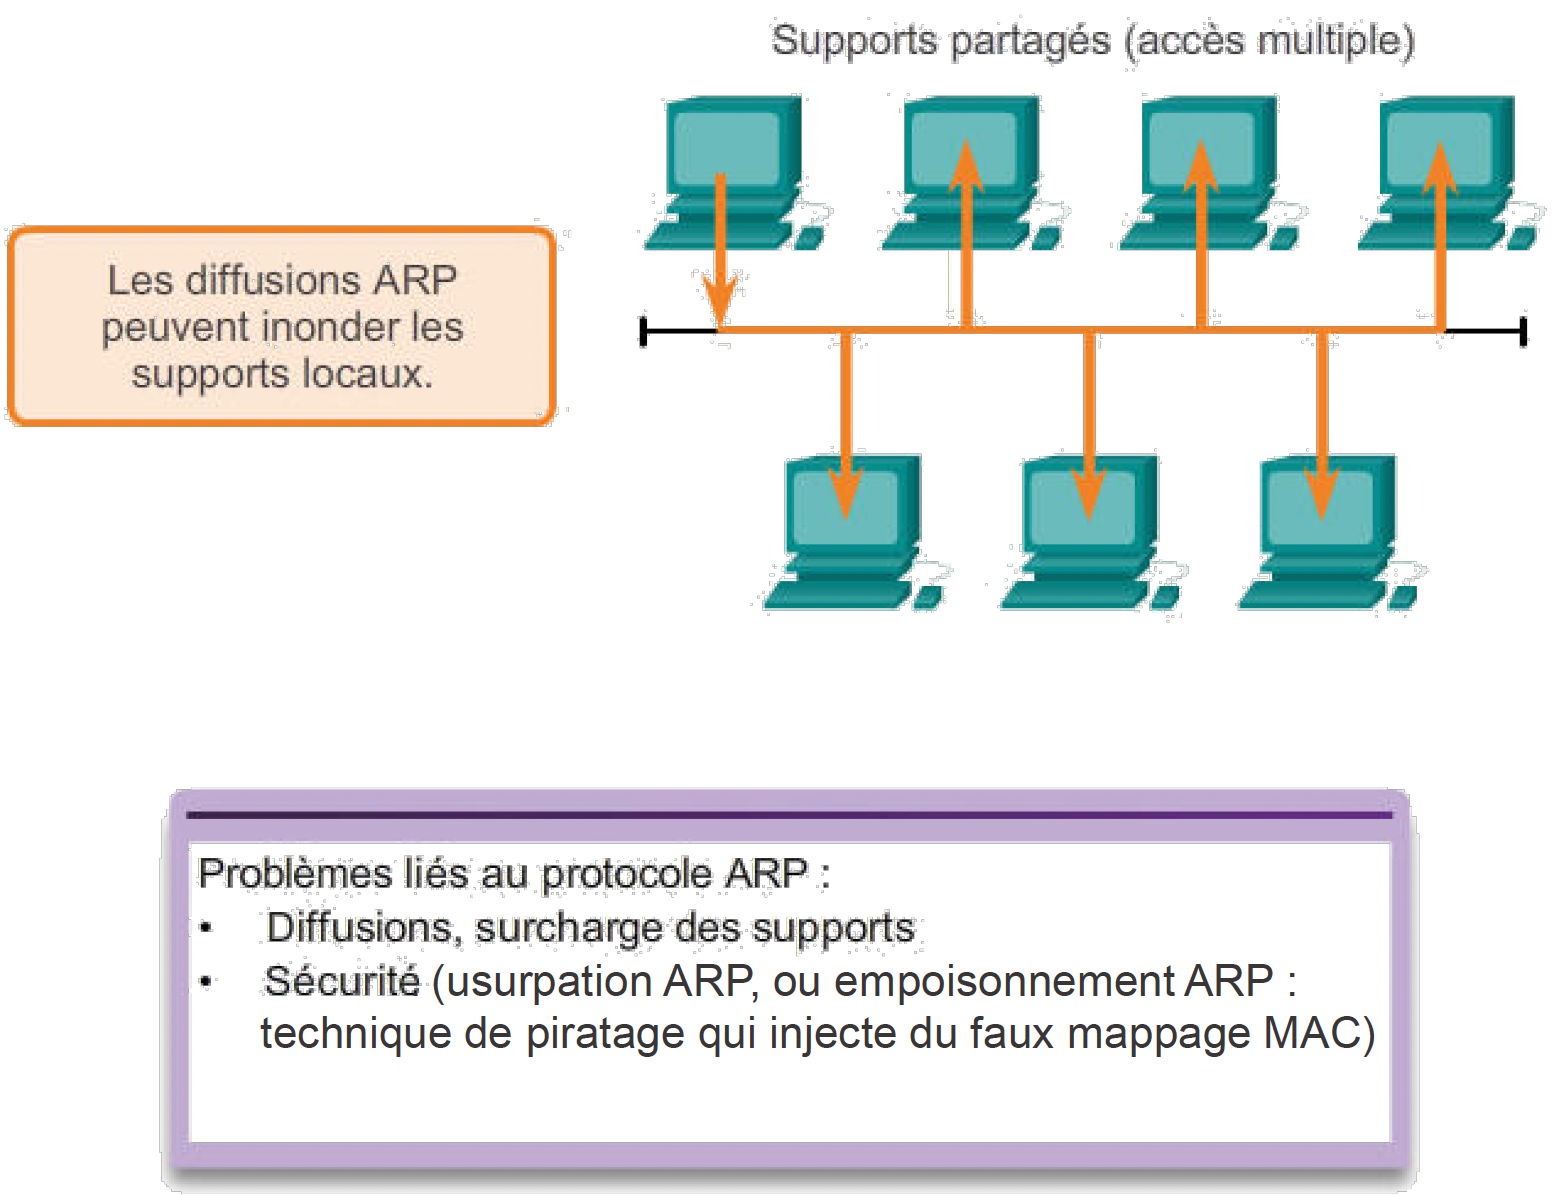 Supports partagés (accès multiple)
Les diffusions ARP
peuvent inonder les
supports locaux.
Problèmes liés au protocole ARP :
• Diffusions, surcharge des supports
• Sécurité (usurpation ARP, ou empoisonnement ARP :
technique de piratage qui injecte du faux mappage MAC)